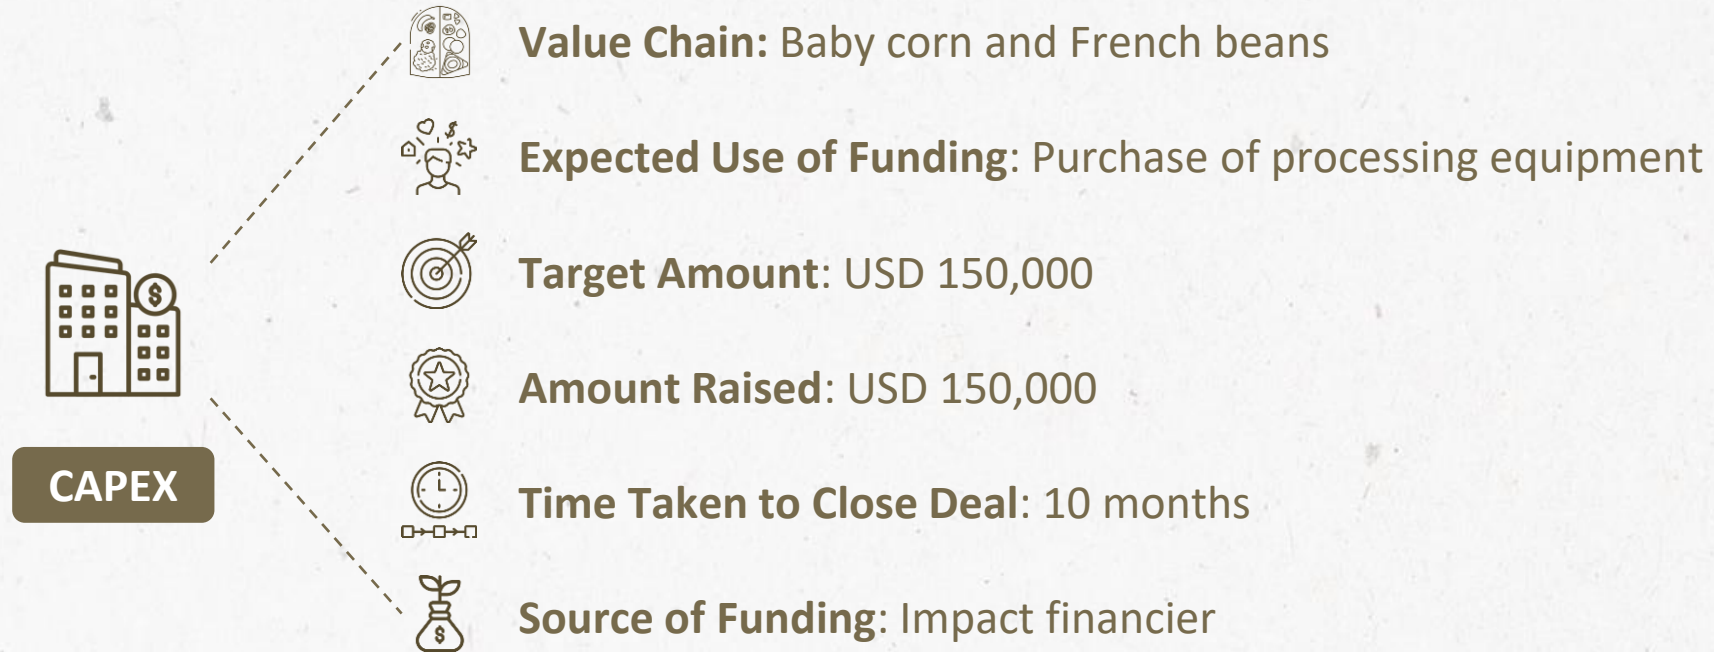 Value Chain: Baby corn and French beans
Expected Use of Funding: Purchase of processing equipment
Target Amount: USD 150,000
Amount Raised: USD 150,000
CAPEX
Time Taken to Close Deal: 10 months
Source of Funding: Impact financier